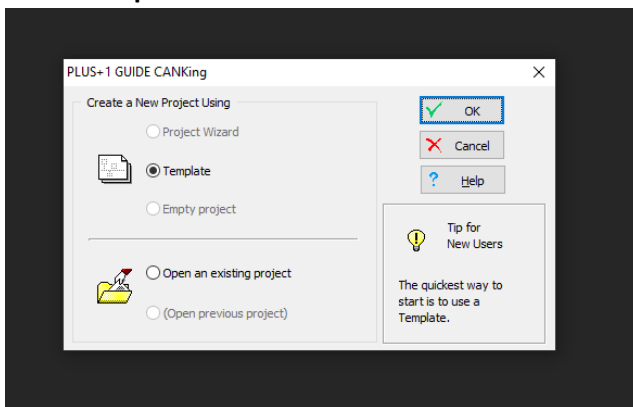 PLUS+1 GUIDE CANKing
Create a New Project Using
Project Wizard
Template
Empty project
Open an existing project
(Open previous project)
OK
Cancel
Help
Tip for
New Users
The quickest way to
start is to use a
Template.